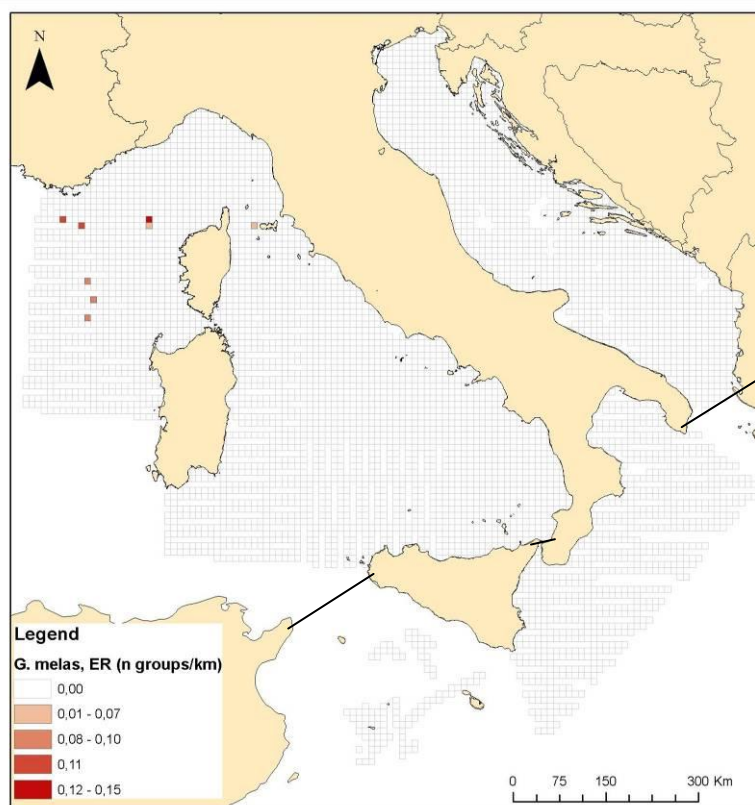 N
Legend
G. melas, ER (n groups/km)
0,00
0,01 - 0,07
0,08 - 0,10
0,11
0,12 - 0,15
0 75 150 300 Km